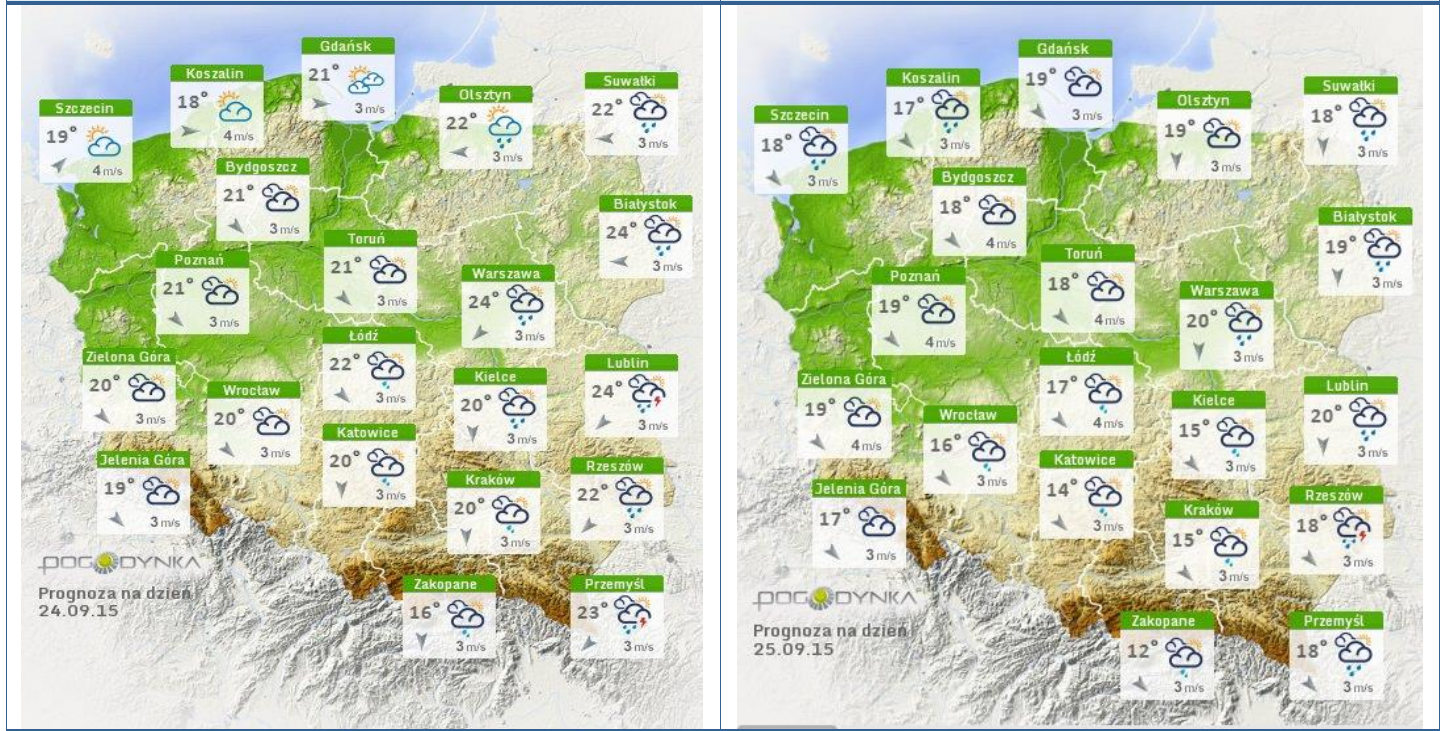 Gdańsk
21°
3 m/s
Koszalin
18°
4 m/s
Suwałki
22°
3 m/s
Olsztyn
22°
3 m/s
Szczecin
19°
4 m/s
Bydgoszcz
21°
3 m/s
Białystok
24°
3 m/s
Toruń
21°
3 m/s
Poznań
21°
3 m/s
Warszawa
24°
3 m/s
Łódź
22°
3 m/s
Zielona Góra
20°
3 m/s
Lublin
24°
3 m/s
Kielce
20°
3 m/s
Wrocław
20°
3 m/s
Katowice
20°
3 m/s
Jelenia Góra
19°
3 m/s
Rzeszów
22°
3 m/s
Kraków
20°
3 m/s
POGODYNKA
Prognoza na dzień
24.09.15
Zakopane
16°
3 m/s
Przemyśl
23°
3 m/s
Gdańsk
19°
3 m/s
Koszalin
17°
3 m/s
Suwałki
18°
3 m/s
Olsztyn
19°
3 m/s
Szczecin
18°
3 m/s
Bydgoszcz
18°
4 m/s
Białystok
19°
3 m/s
Toruń
18°
4 m/s
Poznań
19°
4 m/s
Warszawa
20°
3 m/s
Łódź
17°
4 m/s
Zielona Góra
19°
4 m/s
Lublin
20°
3 m/s
Kielce
15°
3 m/s
Wrocław
16°
3 m/s
Katowice
14°
3 m/s
Jelenia Góra
17°
3 m/s
Rzeszów
18°
3 m/s
Kraków
15°
3 m/s
POGODYNKA
Prognoza na dzień
25.09.15
Zakopane
12°
3 m/s
Przemyśl
18°
3 m/s